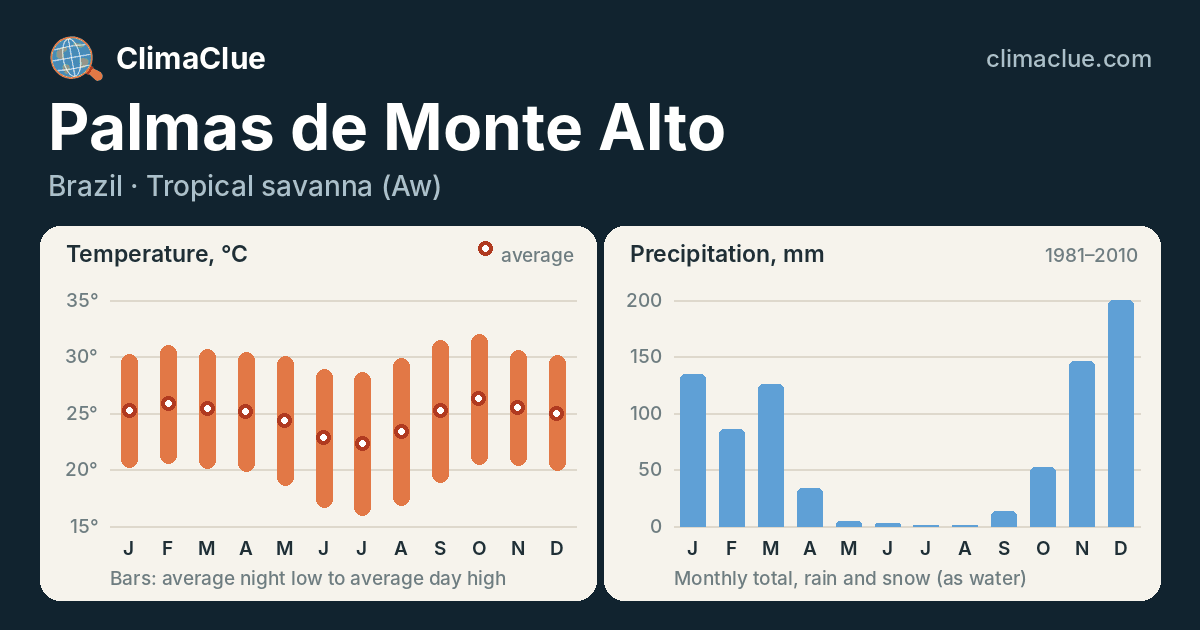 ClimaClue
climaclue.com
Palmas de Monte Alto
Brazil · Tropical savanna (Aw)
Temperature, °C
average
35°
30°
25°
20°
15°
J F M A M J J A S O N D
Bars: average night low to average day high
Precipitation, mm
1981–2010
200
150
100
50
0
J F M A M J J A S O N D
Monthly total, rain and snow (as water)